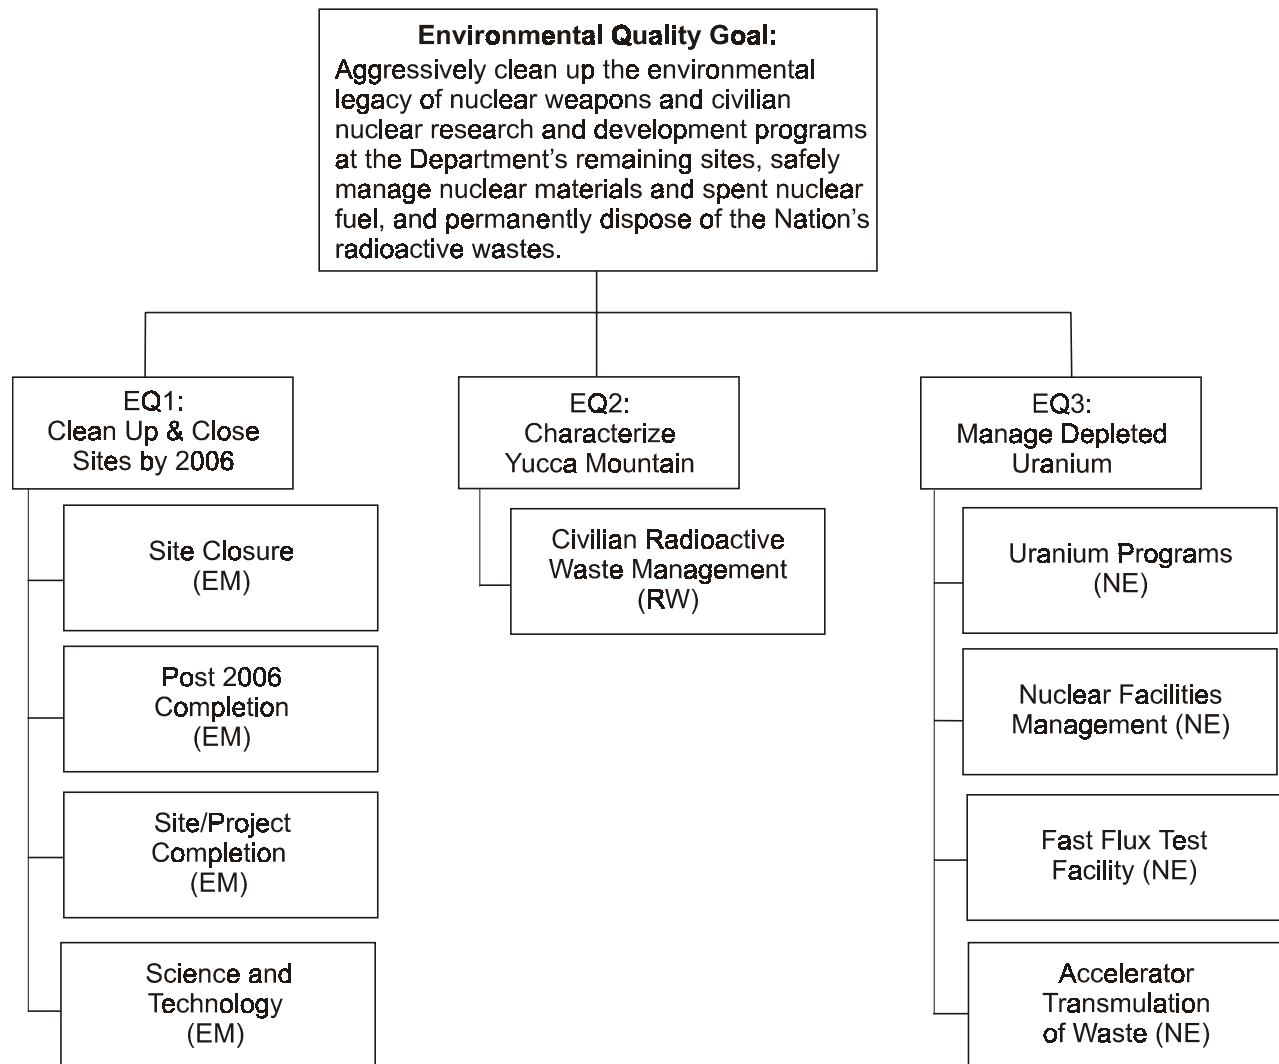 Environmental Quality Goal:
Aggressively clean up the environmental
legacy of nuclear weapons and civilian
nuclear research and development programs
at the Department's remaining sites, safely
manage nuclear materials and spent nuclear
fuel, and permanently dispose of the Nation's
radioactive wastes.
EQ1:
Clean Up & Close
Sites by 2006
Site Closure
(EM)
Post 2006
Completion
(EM)
Site/Project
Completion
(EM)
Science and
Technology
(EM)
EQ2:
Characterize
Yucca Mountain
Civilian Radioactive
Waste Management
(RW)
EQ3:
Manage Depleted
Uranium
Uranium Programs
(NE)
Nuclear Facilities
Management (NE)
Fast Flux Test
Facility (NE)
Accelerator
Transmulation
of Waste (NE)